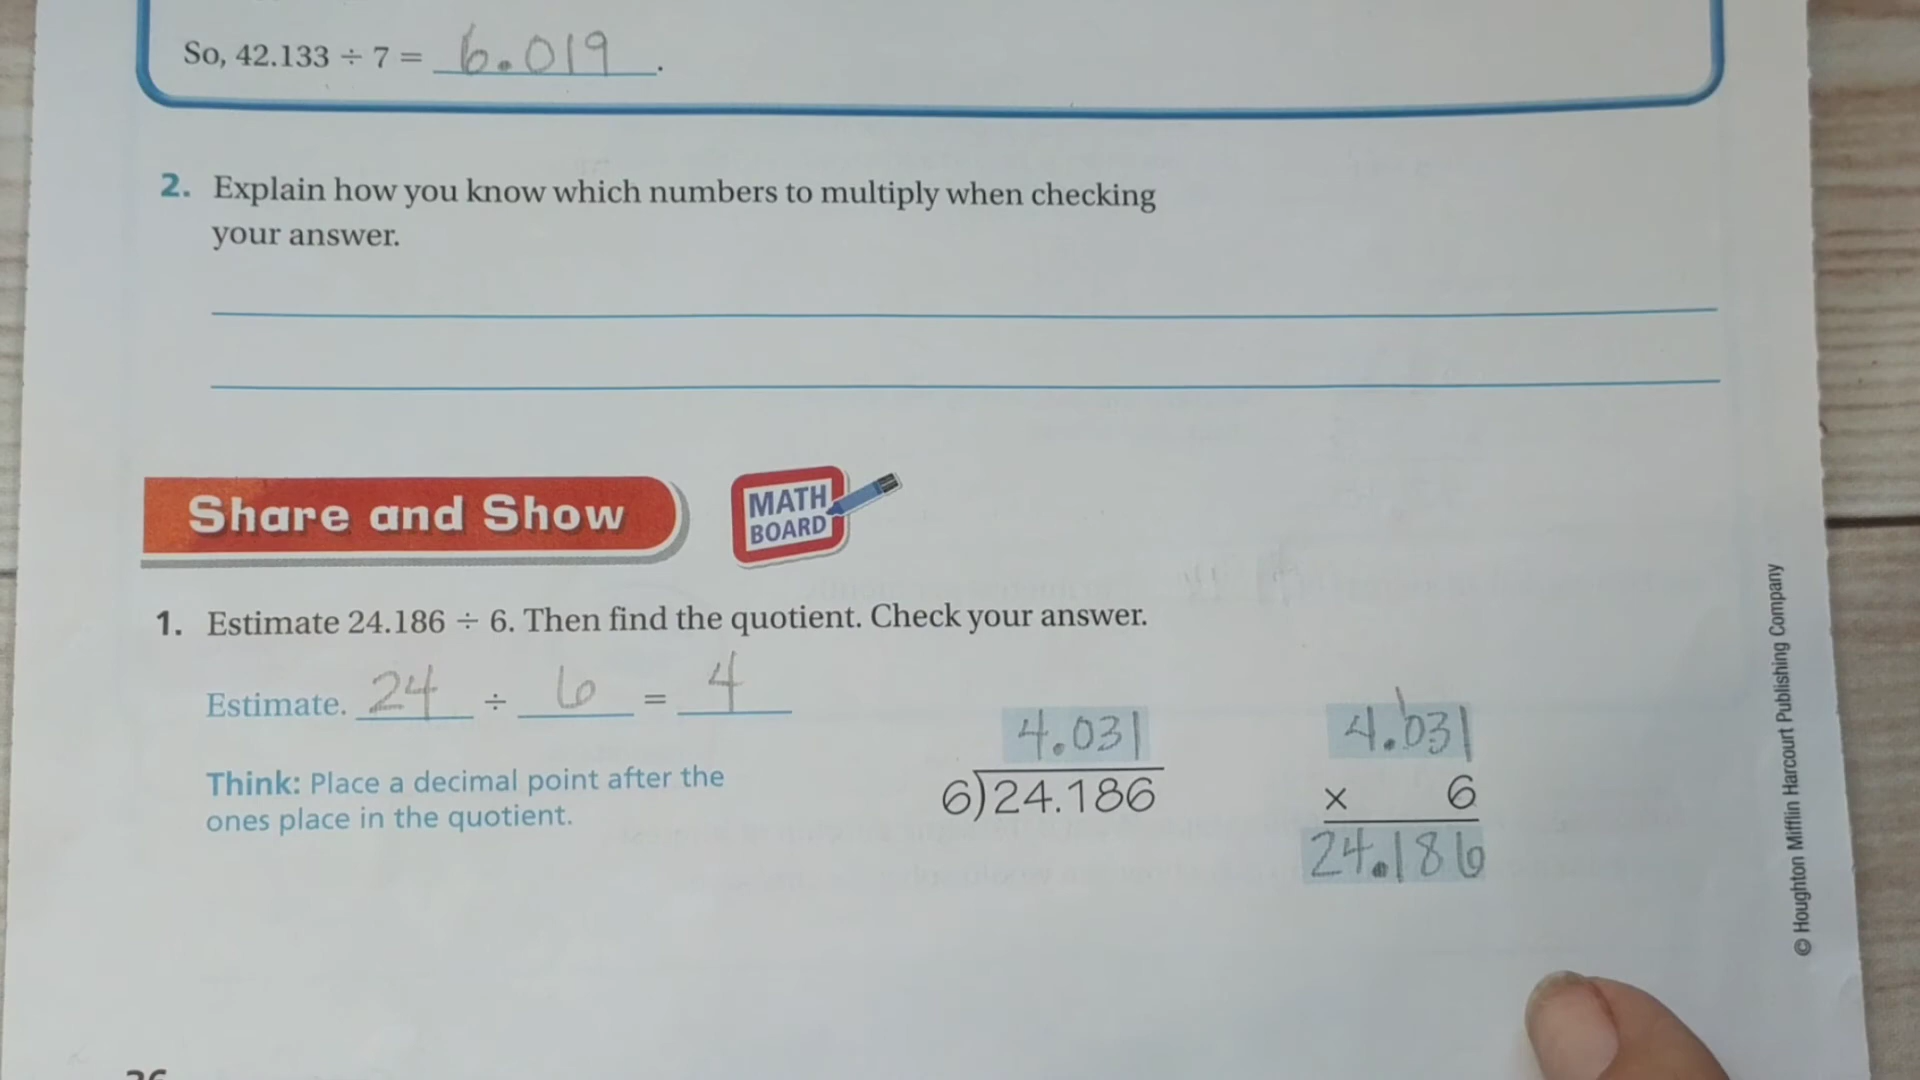 So, 42.133 ÷ 7 = 6.019.
2. Explain how you know which numbers to multiply when checking
your answer.
Share and Show
MATH
BOARD
1. Estimate 24.186 ÷ 6. Then find the quotient. Check your answer.
Estimate. 24 ÷ 6 = 4
Think: Place a decimal point after the
ones place in the quotient.
4.031
6)24.186
1
4.031
× 6
24.186
© Houghton Mifflin Harcourt Publishing Company